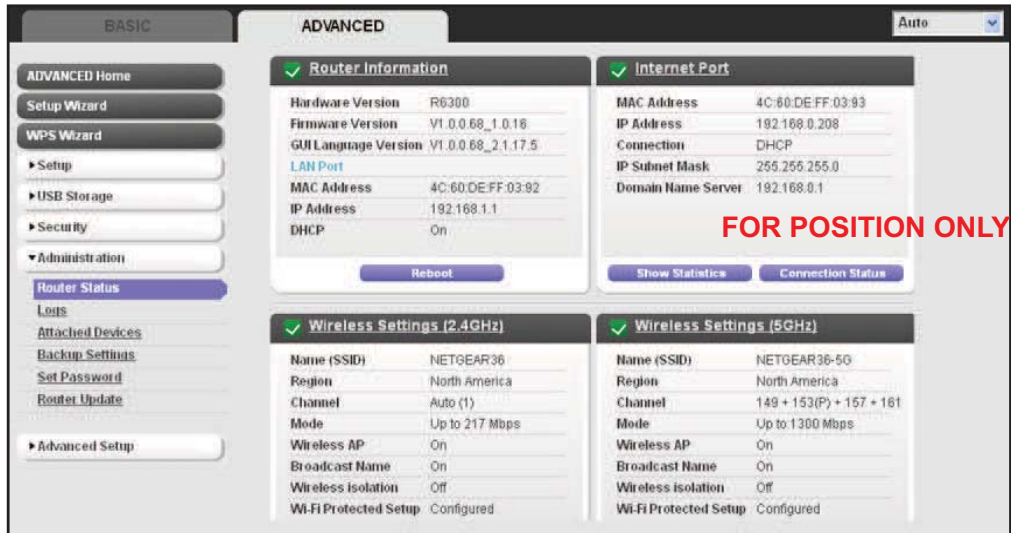 BASIC
ADVANCED
Auto
ADVANCED Home
Setup Wizard
WPS Wizard
Setup
USB Storage
Security
Administration
Router Status
Logs
Attached Devices
Backup Settings
Set Password
Router Update
Advanced Setup
Router Information
Hardware Version R6300
Firmware Version V1.0.0.68_1.0.16
GUI Language Version V1.0.0.68_2.1.17.5
LAN Port
MAC Address 4C:60:DE:FF:03:92
IP Address 192.168.1.1
DHCP On
Reboot
Internet Port
MAC Address 4C:60:DE:FF:03:93
IP Address 192.168.0.208
Connection DHCP
IP Subnet Mask 255.255.255.0
Domain Name Server 192.168.0.1
FOR POSITION ONLY
Show Statistics
Connection Status
Wireless Settings (2.4GHz)
Name (SSID) NETGEAR36
Region North America
Channel Auto (1)
Mode Up to 217 Mbps
Wireless AP On
Broadcast Name On
Wireless isolation Off
Wi-Fi Protected Setup Configured
Wireless Settings (5GHz)
Name (SSID) NETGEAR36-5G
Region North America
Channel 149 + 153(P) + 157 + 161
Mode Up to 1300 Mbps
Wireless AP On
Broadcast Name On
Wireless isolation Off
Wi-Fi Protected Setup Configured